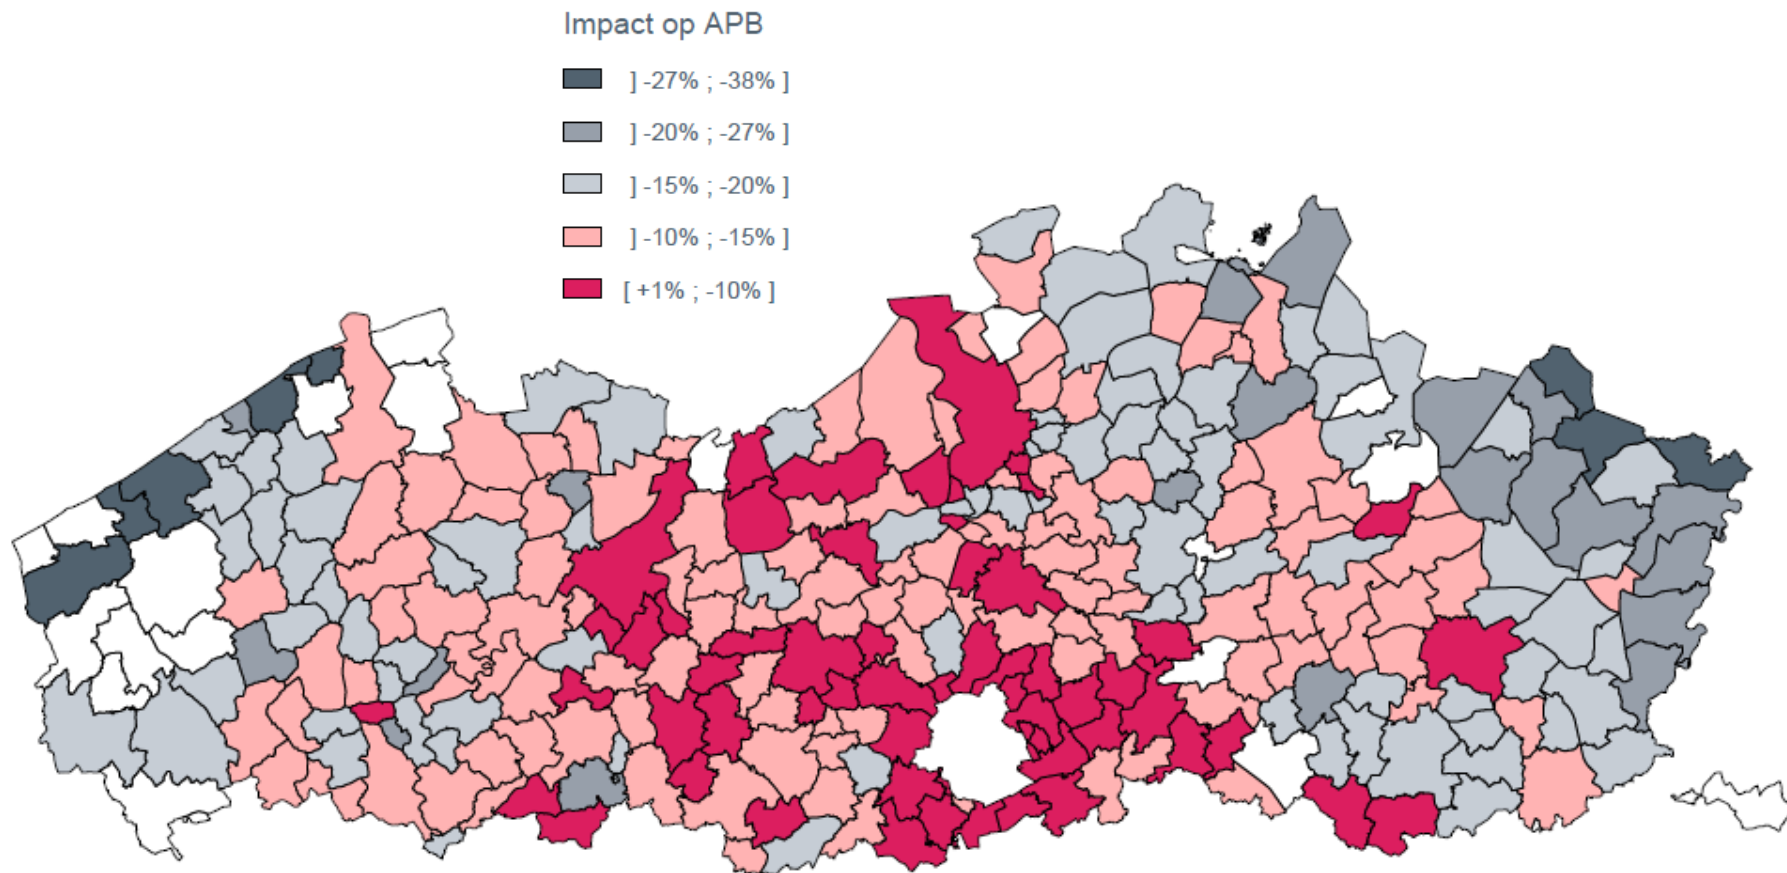 Impact op APB
] -27% ; -38% ]
] -20% ; -27% ]
] -15% ; -20% ]
] -10% ; -15% ]
[ +1% ; -10% ]